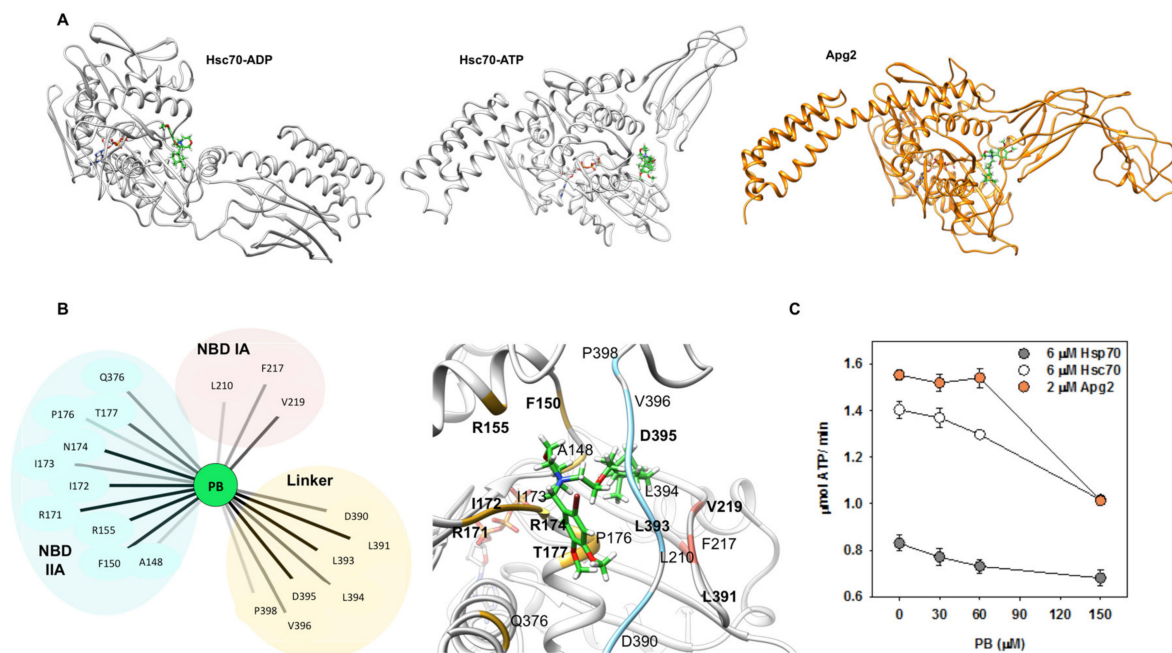 A
Hsc70-ADP
Hsc70-ATP
Apg2
B
NBD IA
F217
L210
V219
Q376
P176
T177
N174
I173
I172
R171
R155
NBD
IIA
F150
A148
PB
Linker
D390
L391
L393
L394
D395
P398
V396
P398
F150
R155
V396
D395
A148
L394
I172
I173
V219
R171
R174
L393
P176
F217
T177
L210
L391
Q376
D390
C
6 μM Hsp70
6 μM Hsc70
2 μM Apg2
1.6
1.4
1.2
1.0
0.8
0.6
μmol ATP/ min
0 30 60 90 120 150
PB (μM)